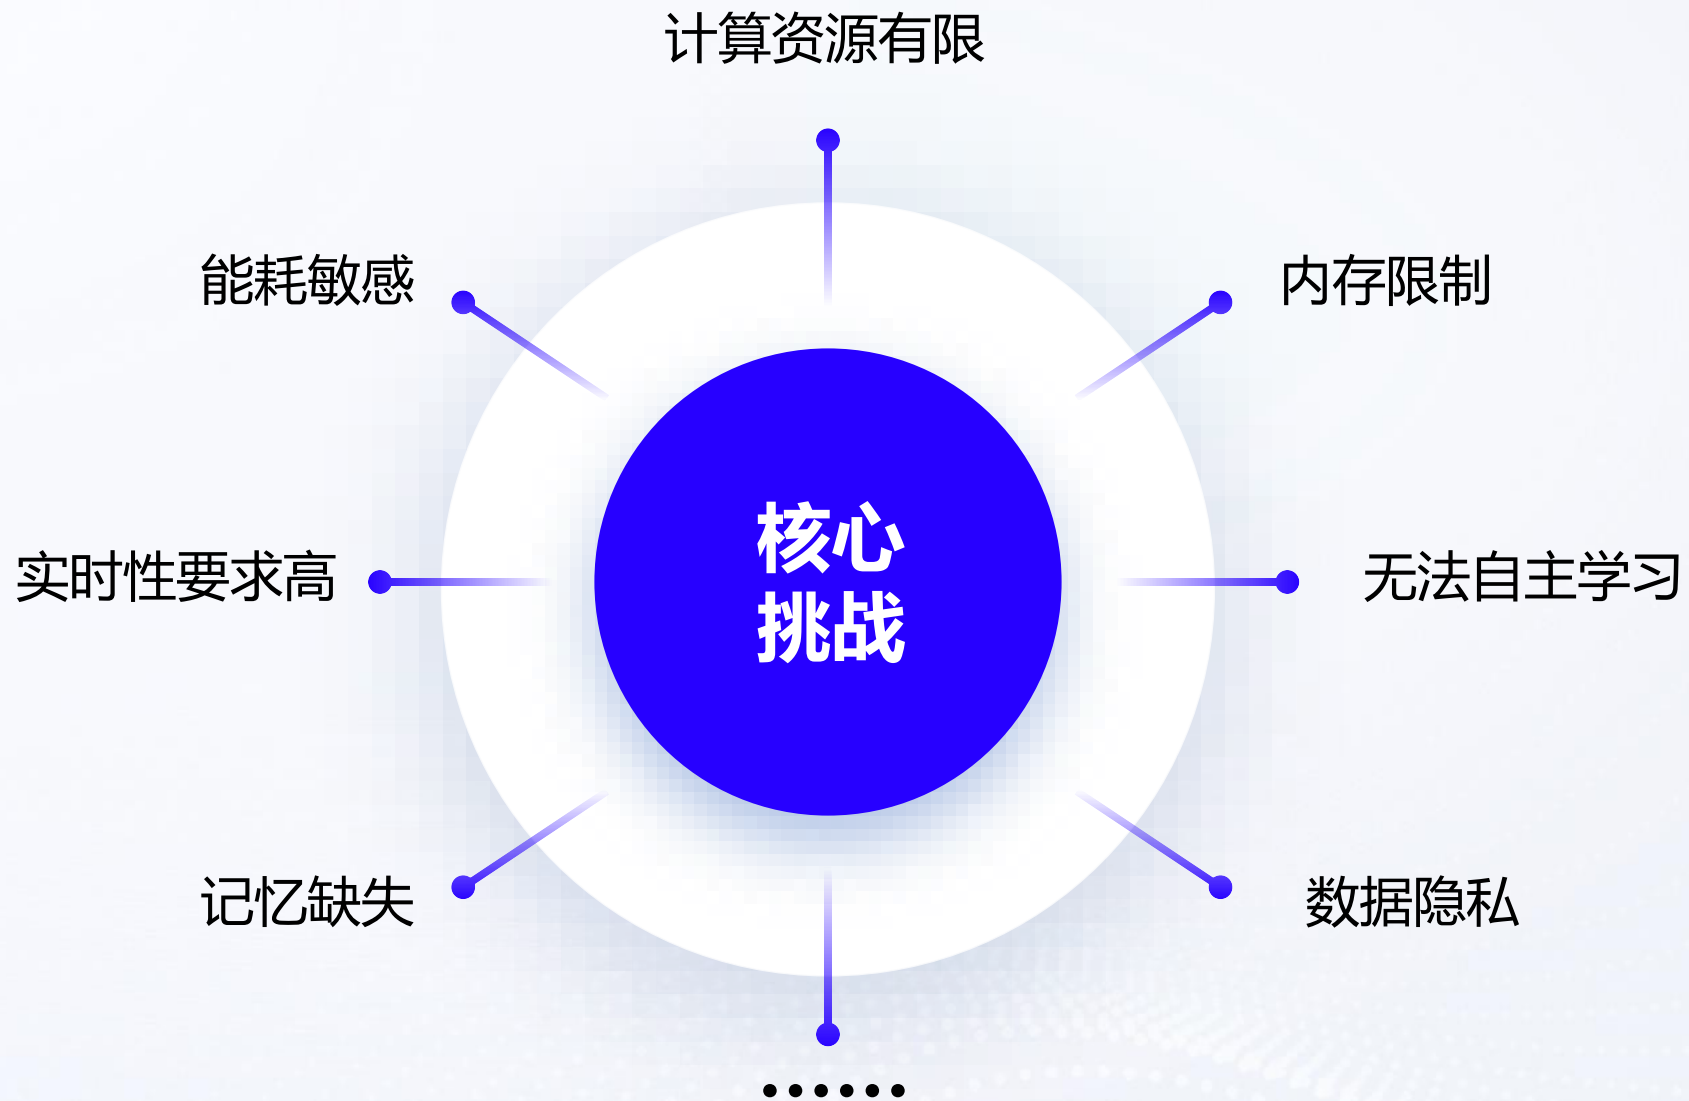 计算资源有限
能耗敏感
内存限制
核心
挑战
实时性要求高
无法自主学习
记忆缺失
数据隐私
......